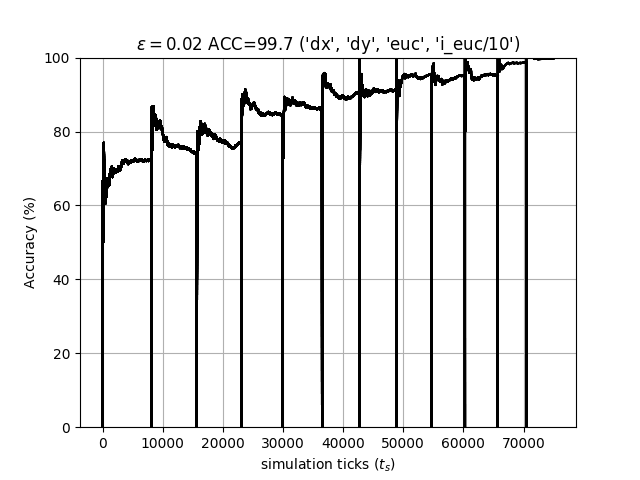 ε = 0.02 ACC=99.7 ('dx', 'dy', 'euc', 'i_euc/10')
100
80
60
40
20
0
Accuracy (%)
0 10000 20000 30000 40000 50000 60000 70000
simulation ticks (tₛ)